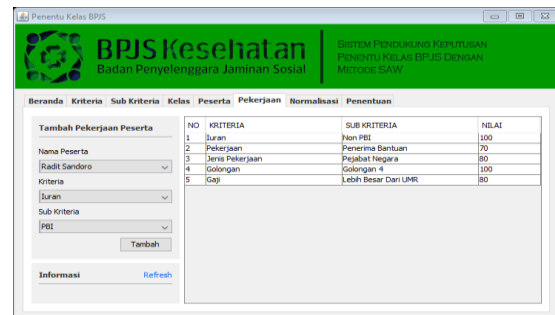 Penentu Kelas BPJS
BPJS Kesehatan
Badan Penyelenggara Jaminan Sosial
SISTEM PENDUKUNG KEPUTUSAN
PENENTU KELAS BPJS DENGAN
METODE SAW
Beranda Kriteria Sub Kriteria Kelas Peserta Pekerjaan Normalisasi Penentuan
Tambah Pekerjaan Peserta
Nama Peserta
Radit Sandoro
Kriteria
Iuran
Sub Kriteria
PBI
Tambah
Informasi Refresh
NO KRITERIA SUB KRITERIA NILAI
1 Iuran Non PBI 100
2 Pekerjaan Penerima Bantuan 70
3 Jenis Pekerjaan Pejabat Negara 80
4 Golongan Golongan 4 100
5 Gaji Lebih Besar Dari UMR 80